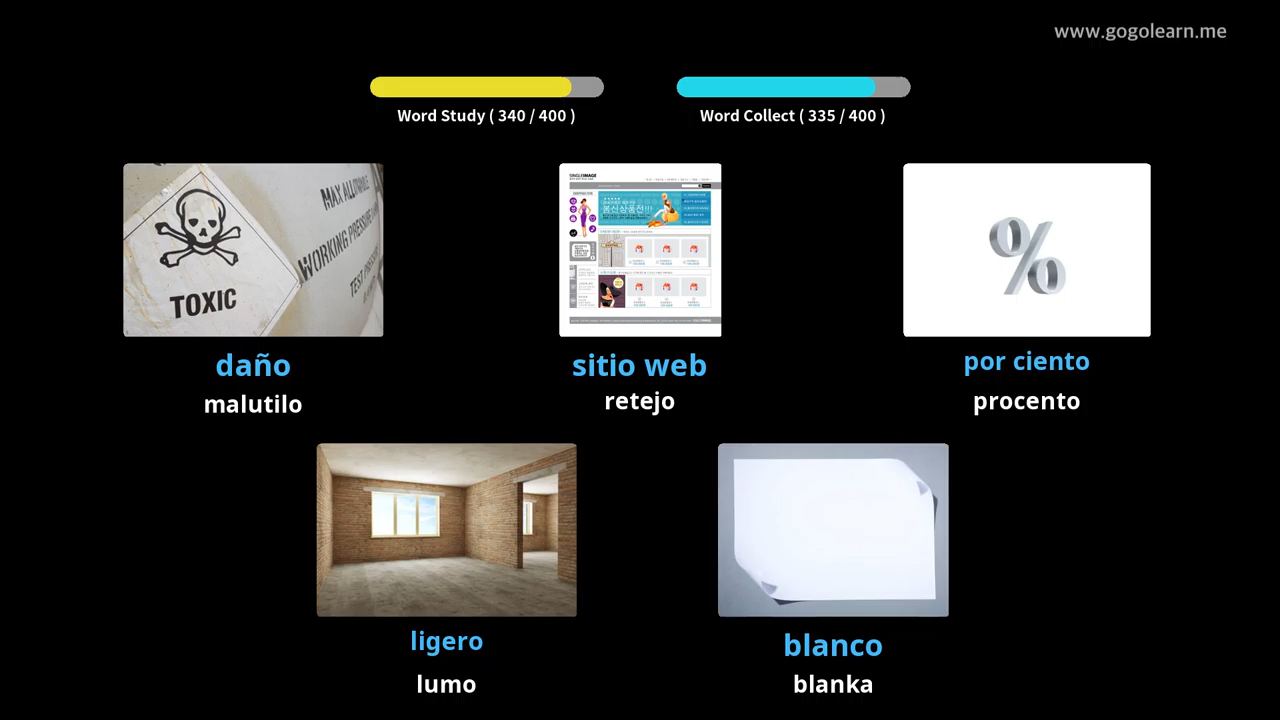 www.gogolearn.me
Word Study ( 340 / 400 )
Word Collect ( 335 / 400 )
TOXIC
MAX ALLOWABLE
WORKING PRESSURE
TEST
daño
malutilo
sitio web
retejo
%
por ciento
procento
ligero
lumo
blanco
blanka